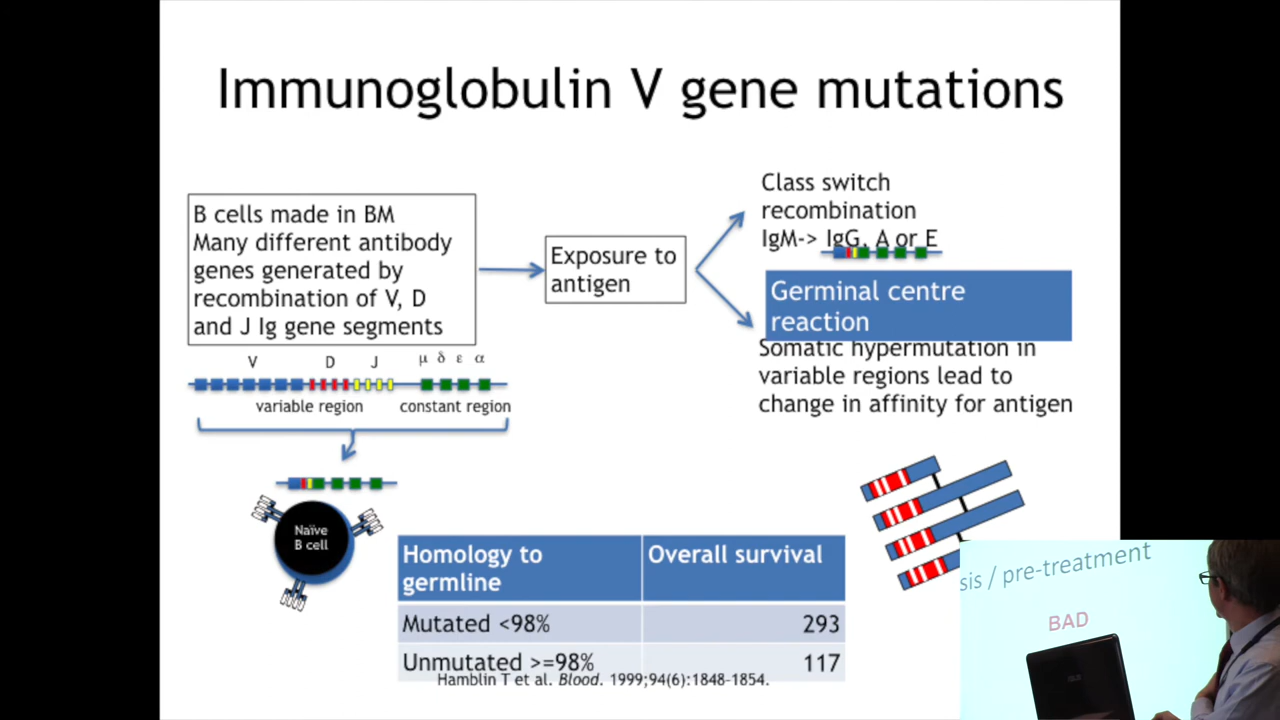 Immunoglobulin V gene mutations
B cells made in BM
Many different antibody
genes generated by
recombination of V, D
and J Ig gene segments
Exposure to
antigen
Class switch
recombination
IgM-> IgG, A or E
Germinal centre
reaction
Somatic hypermutation in
variable regions lead to
change in affinity for antigen
V D J μ δ ε α
variable region constant region
Naïve
B cell
Homology to
germline
Overall survival
Mutated <98% 293
Unmutated >=98% 117
Hamblin T et al. Blood. 1999;94(6):1848-1854.
/ pre-treatment
BAD